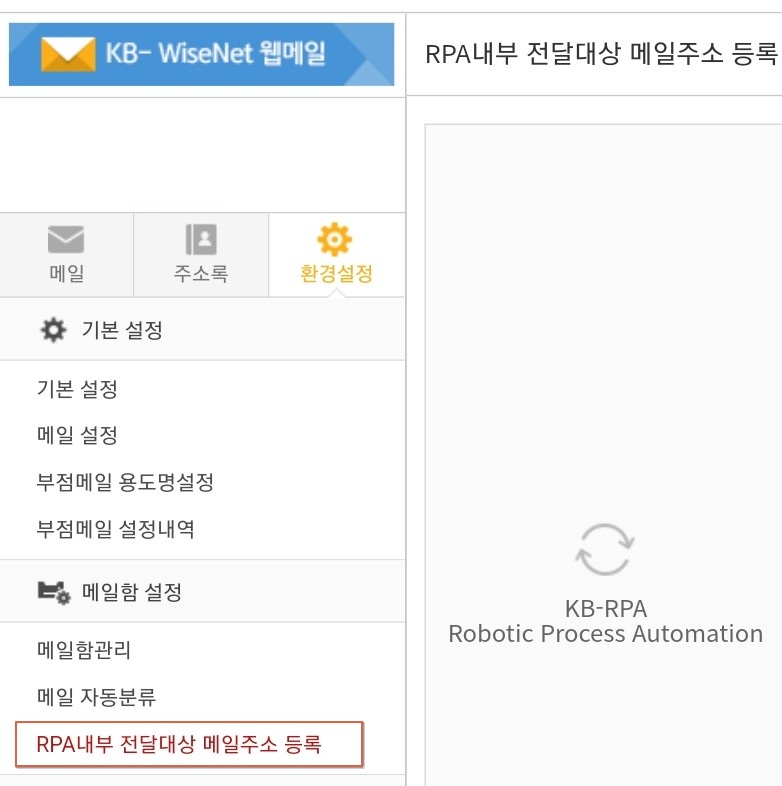 KB- WiseNet 웹메일
RPA내부 전달대상 메일주소 등록
메일
주소록
환경설정
기본 설정
기본 설정
메일 설정
부점메일 용도명설정
부점메일 설정내역
메일함 설정
메일함관리
메일 자동분류
RPA내부 전달대상 메일주소 등록
KB-RPA
Robotic Process Automation